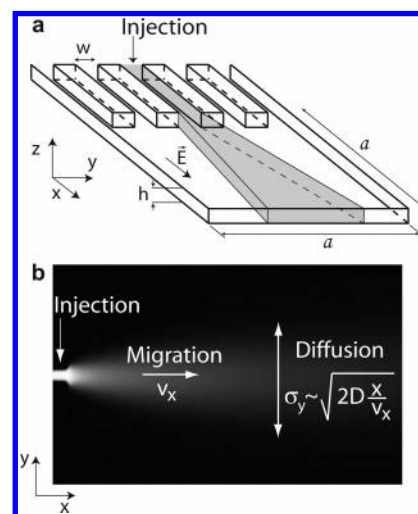 a
Injection
w
z
y
x
E
h
a
a
b
Injection
Migration
v_x
Diffusion
σ_y~√2D x/v_x
y
x